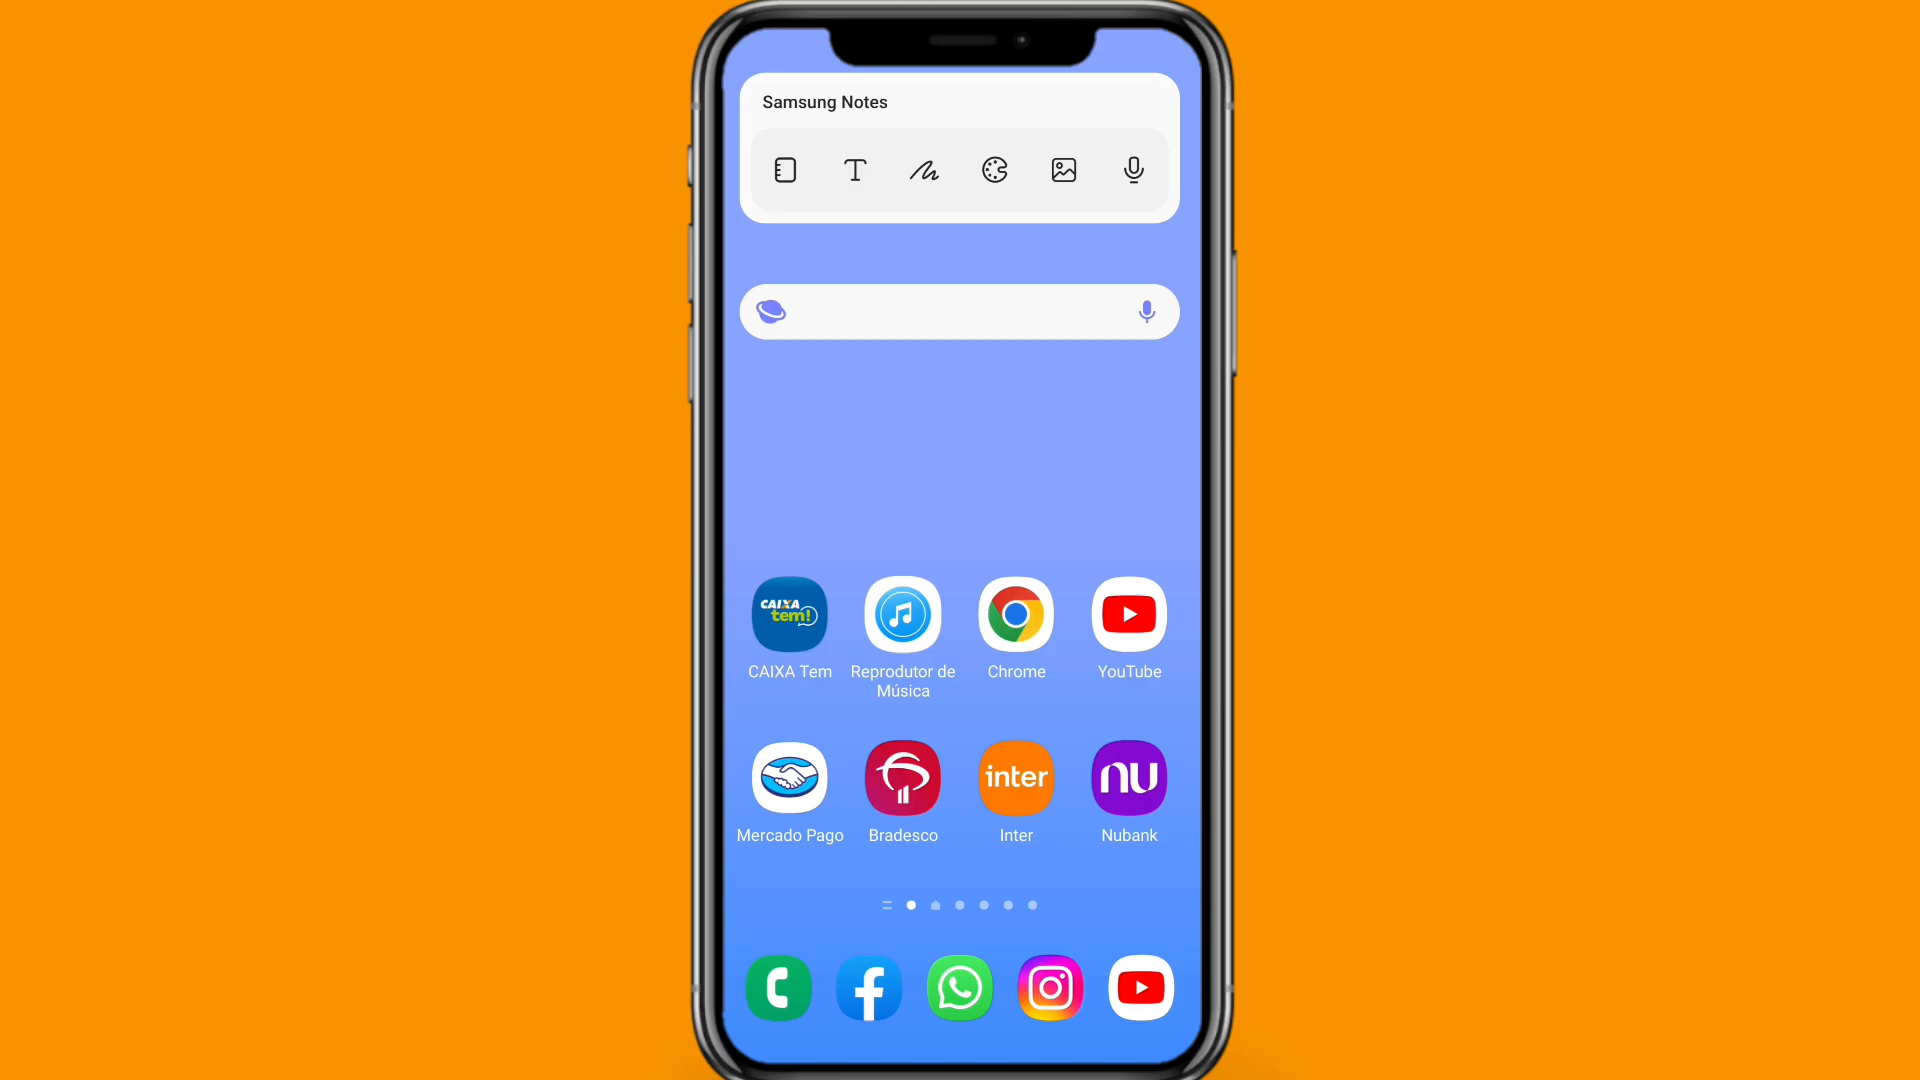 Samsung Notes
CAIXA
tem!
CAIXA Tem
Reprodutor de
Música
Chrome
YouTube
inter
nu
Mercado Pago
Bradesco
Inter
Nubank